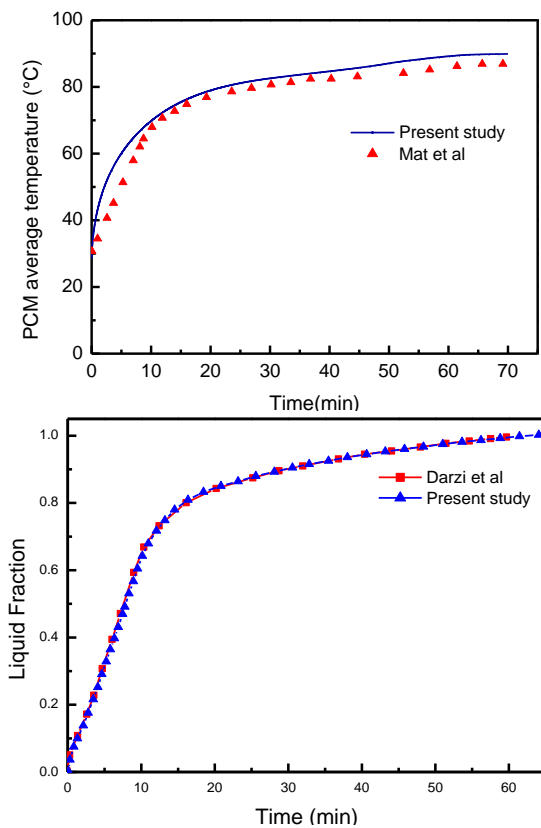 PCM average temperature (°C)
100
80
60
40
20
0
Present study
Mat et al
0 10 20 30 40 50 60 70
Time(min)
Liquid Fraction
1.0
0.8
0.6
0.4
0.2
0.0
Darzi et al
Present study
0 10 20 30 40 50 60
Time (min)